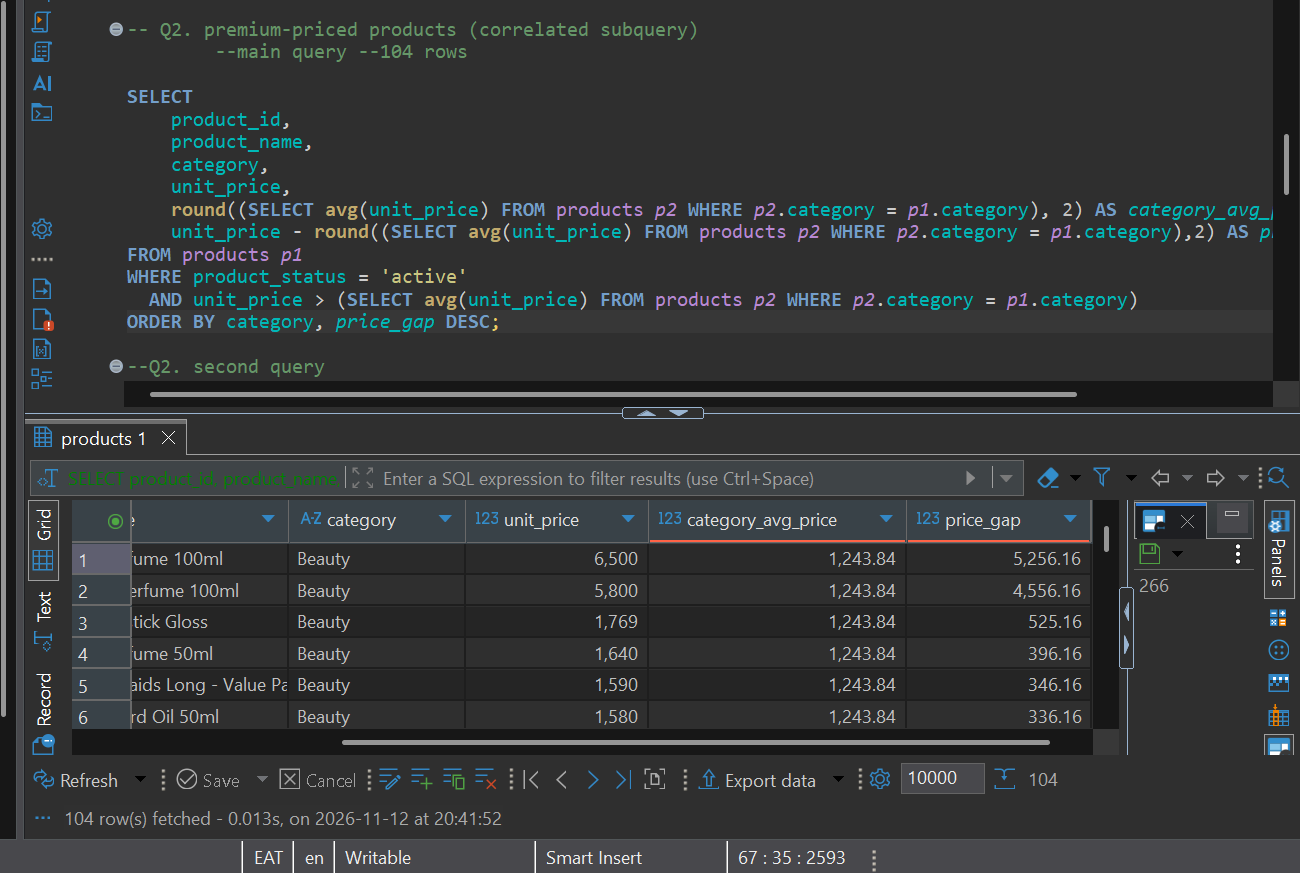 -- Q2. premium-priced products (correlated subquery)
--main query --104 rows
AI
SELECT
product_id,
product_name,
category,
unit_price,
round((SELECT avg(unit_price) FROM products p2 WHERE p2.category = p1.category), 2) AS category_avg_
unit_price - round((SELECT avg(unit_price) FROM products p2 WHERE p2.category = p1.category),2) AS p
FROM products p1
WHERE product_status = 'active'
AND unit_price > (SELECT avg(unit_price) FROM products p2 WHERE p2.category = p1.category)
ORDER BY category, price_gap DESC;
--Q2. second query
products 1
SELECT product_id, product_name, Enter a SQL expression to filter results (use Ctrl+Space)
Grid
Text
Record
Panels
e A-Z category 123 unit_price 123 category_avg_price 123 price_gap
1 fume 100ml Beauty 6,500 1,243.84 5,256.16
2 erfume 100ml Beauty 5,800 1,243.84 4,556.16
3 tick Gloss Beauty 1,769 1,243.84 525.16
4 fume 50ml Beauty 1,640 1,243.84 396.16
5 aids Long - Value Pa Beauty 1,590 1,243.84 346.16
6 rd Oil 50ml Beauty 1,580 1,243.84 336.16
266
Refresh Save Cancel Export data 10000 104
104 row(s) fetched - 0.013s, on 2026-11-12 at 20:41:52
EAT en Writable Smart Insert 67 : 35 : 2593